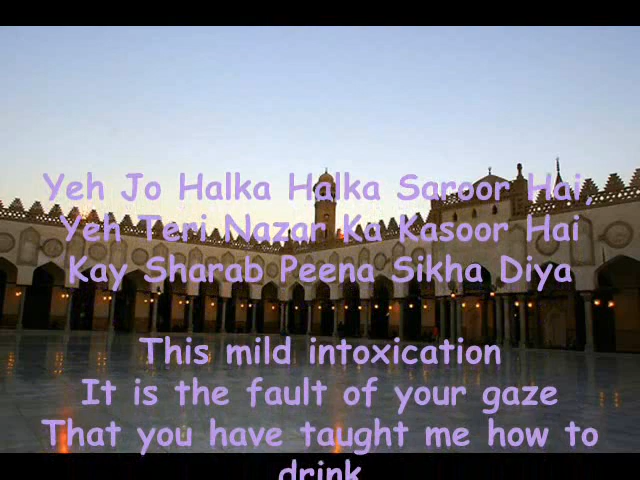 Yeh Jo Halka Halka Saroor Hai,
Yeh Teri Nazar Ka Kasoor Hai
Kay Sharab Peena Sikha Diya
This mild intoxication
It is the fault of your gaze
That you have taught me how to
drink